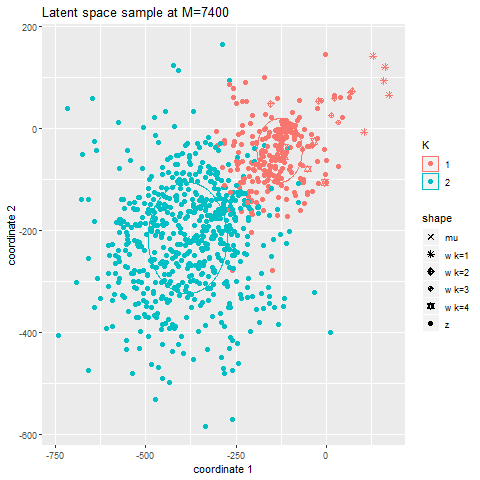 Latent space sample at M=7400
200
0
-200
-400
-600
coordinate 2
-750
-500
-250
0
coordinate 1
K
1
2
shape
mu
w k=1
w k=2
w k=3
w k=4
z